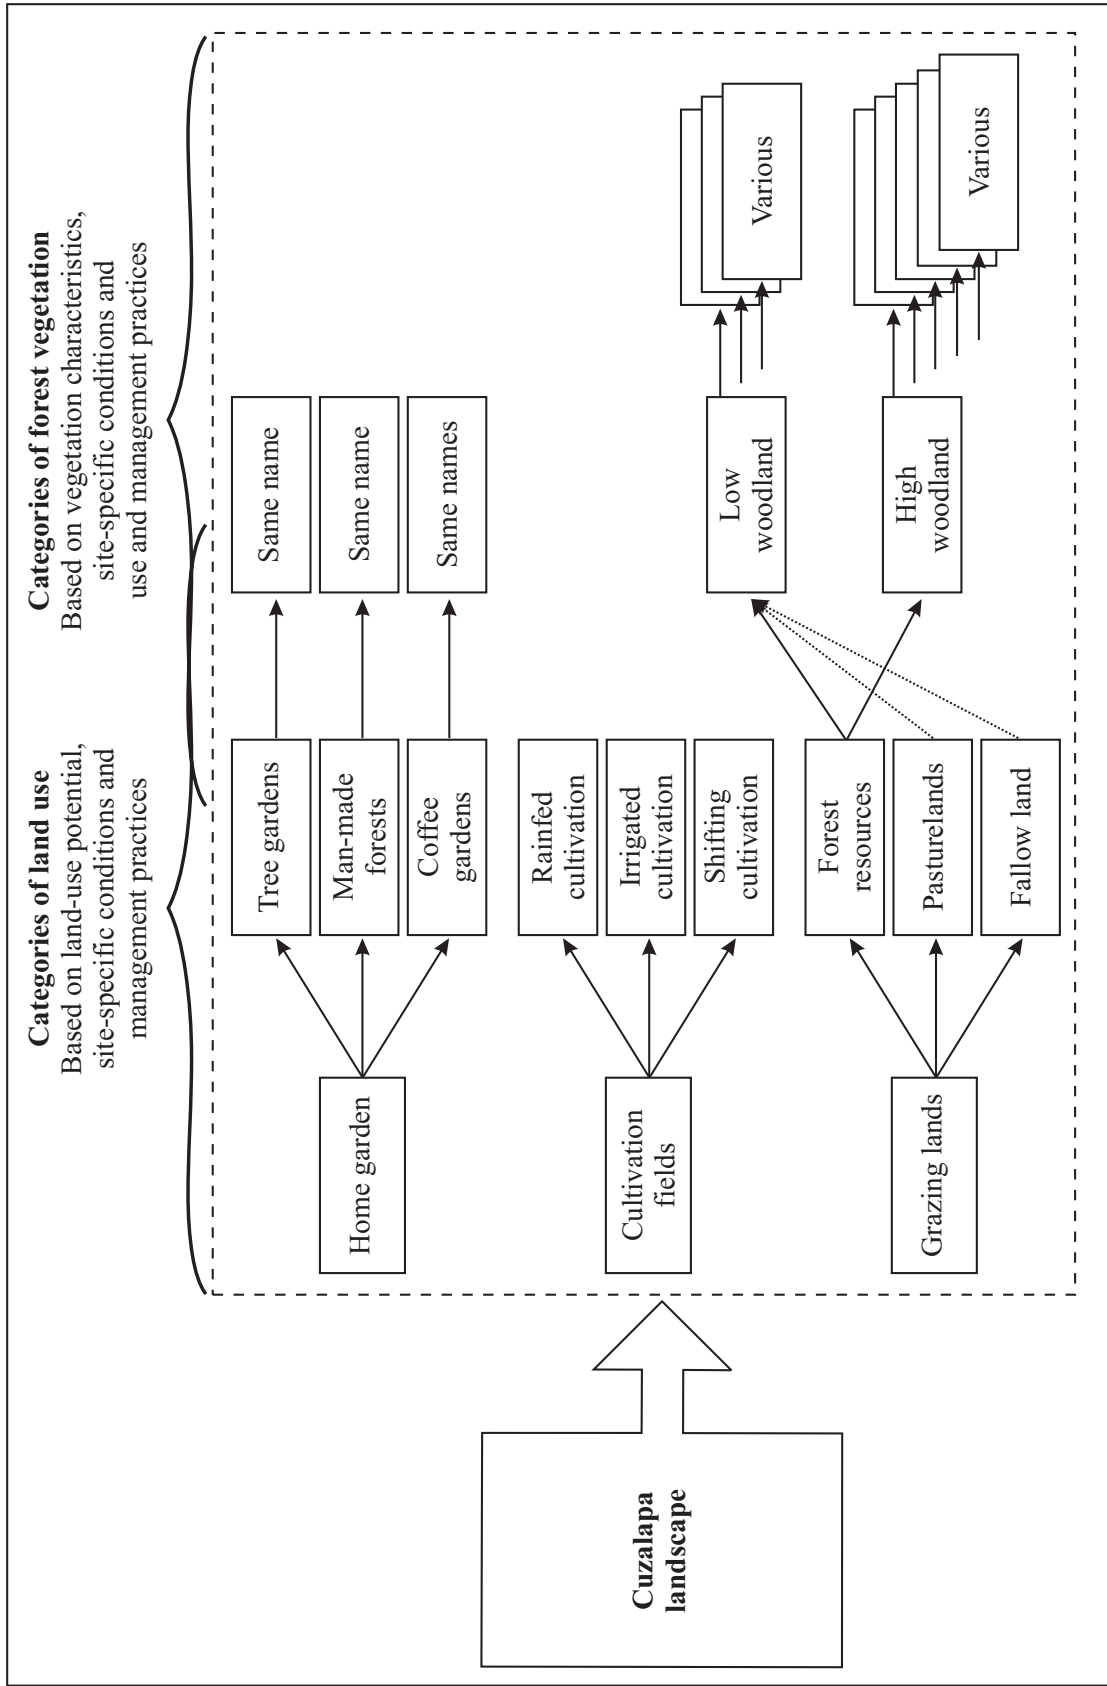 Categories of land use
Based on land-use potential,
site-specific conditions and
management practices
Categories of forest vegetation
Based on vegetation characteristics,
site-specific conditions and
use and management practices
Cuzalapa
landscape
Home garden
Tree gardens
Same name
Man-made
forests
Same name
Coffee
gardens
Same names
Cultivation
fields
Rainfed
cultivation
Irrigated
cultivation
Shifting
cultivation
Grazing lands
Forest
resources
Pasturelands
Fallow land
Low
woodland
Various
High
woodland
Various